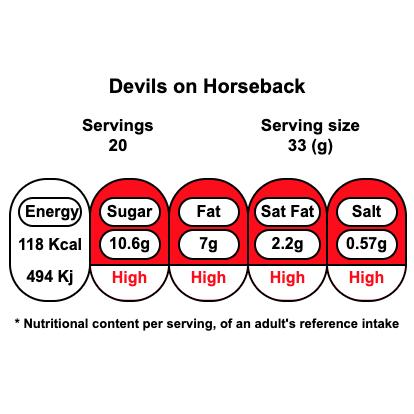 Devils on Horseback
Servings Serving size
20 33 (g)
Energy Sugar Fat Sat Fat Salt
118 Kcal 10.6g 7g 2.2g 0.57g
494 Kj High High High High
* Nutritional content per serving, of an adult's reference intake